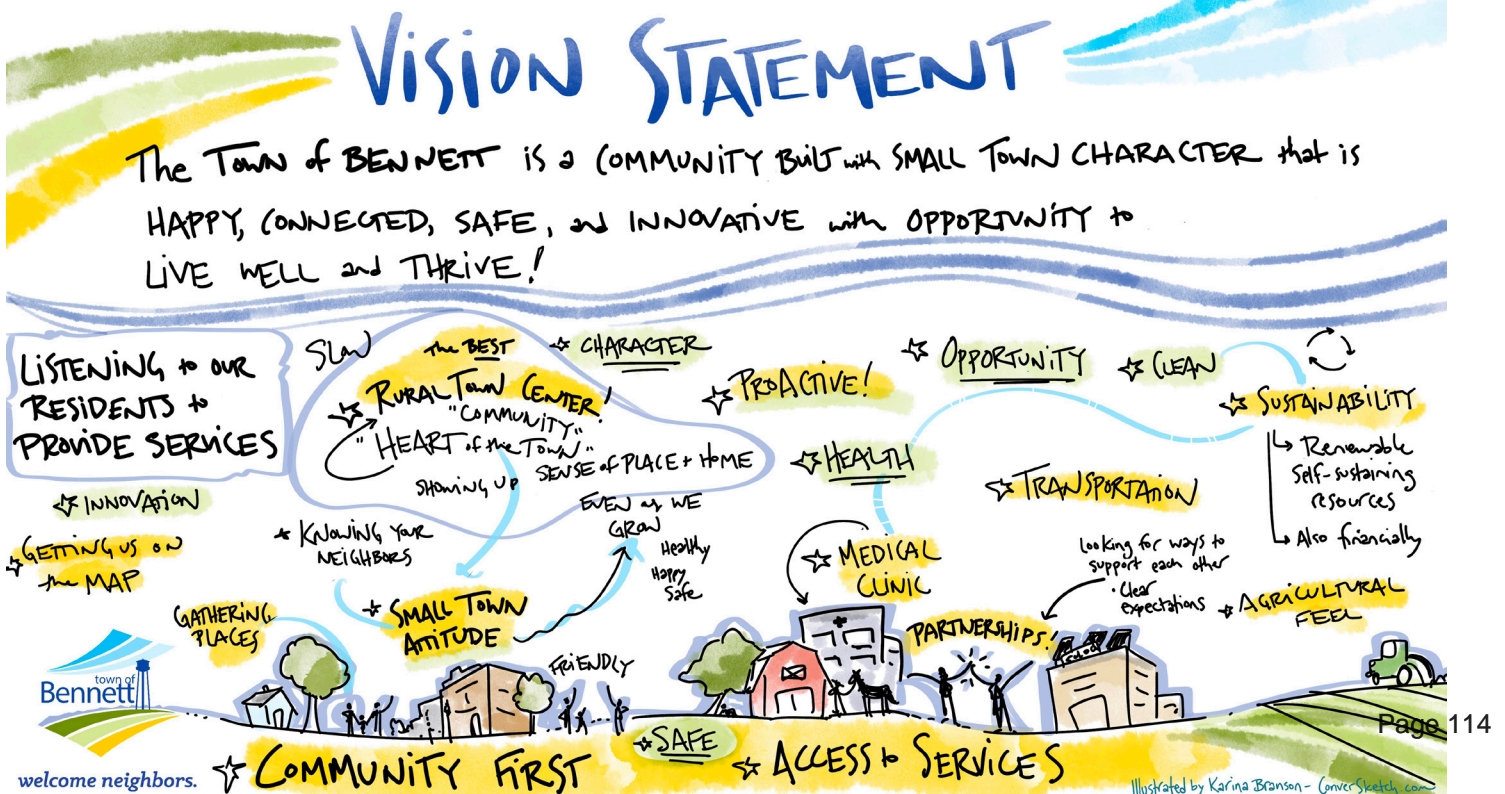 VISION STATEMENT
The TOWN of BENNETT is a COMMUNITY BUiLT with SMALL TOWN CHARACTER that is
HAPPY, CONNECTED, SAFE, and INNOVATIVE with OPPORTUNITY to
LIVE WELL and THRIVE!
LISTENING to OUR
RESIDENTS to
PROVIDE SERVICES
SLOW
the BEST
RURAL TOWN CENTER!
"COMMUNITY"
"HEART of the TOWN"
SHOWING UP
SENSE of PLACE + HOME
CHARACTER
PROACTIVE!
OPPORTUNITY
CLEAN
SUSTAINABILITY
Renewable
Self-sustaining
resources
Also financially
HEALTH
TRANSPORTATION
INNOVATION
GETTING US ON
the MAP
KNOWING YOUR
NEIGHBORS
EVEN as WE
GROW
Healthy
Happy
Safe
MEDICAL
CLINIC
Looking for ways to
support each other
• Clear
expectations
AGRICULTURAL
FEEL
GATHERING
PLACES
SMALL TOWN
ATTITUDE
FRIENDLY
PARTNERSHIPS!
SCHOOL
town of
Bennett
welcome neighbors.
COMMUNITY FIRST
SAFE
ACCESS to SERVICES
Page 114
Illustrated by Karina Branson - ConverSketch.com